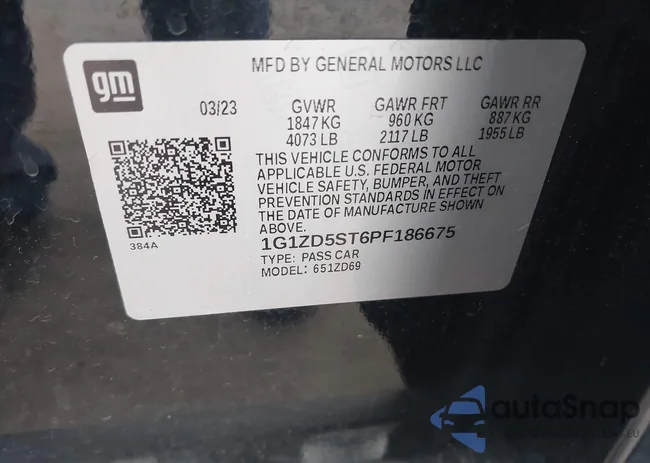 gm
MFD BY GENERAL MOTORS LLC
03/23 GVWR GAWR FRT GAWR RR
1847 KG 960 KG 887 KG
4073 LB 2117 LB 1955 LB
THIS VEHICLE CONFORMS TO ALL
APPLICABLE U.S. FEDERAL MOTOR
VEHICLE SAFETY, BUMPER, AND THEFT
PREVENTION STANDARDS IN EFFECT ON
THE DATE OF MANUFACTURE SHOWN
ABOVE.
384A
1G1ZD5ST6PF186675
TYPE: PASS CAR
MODEL: 651ZD69
autoSnap